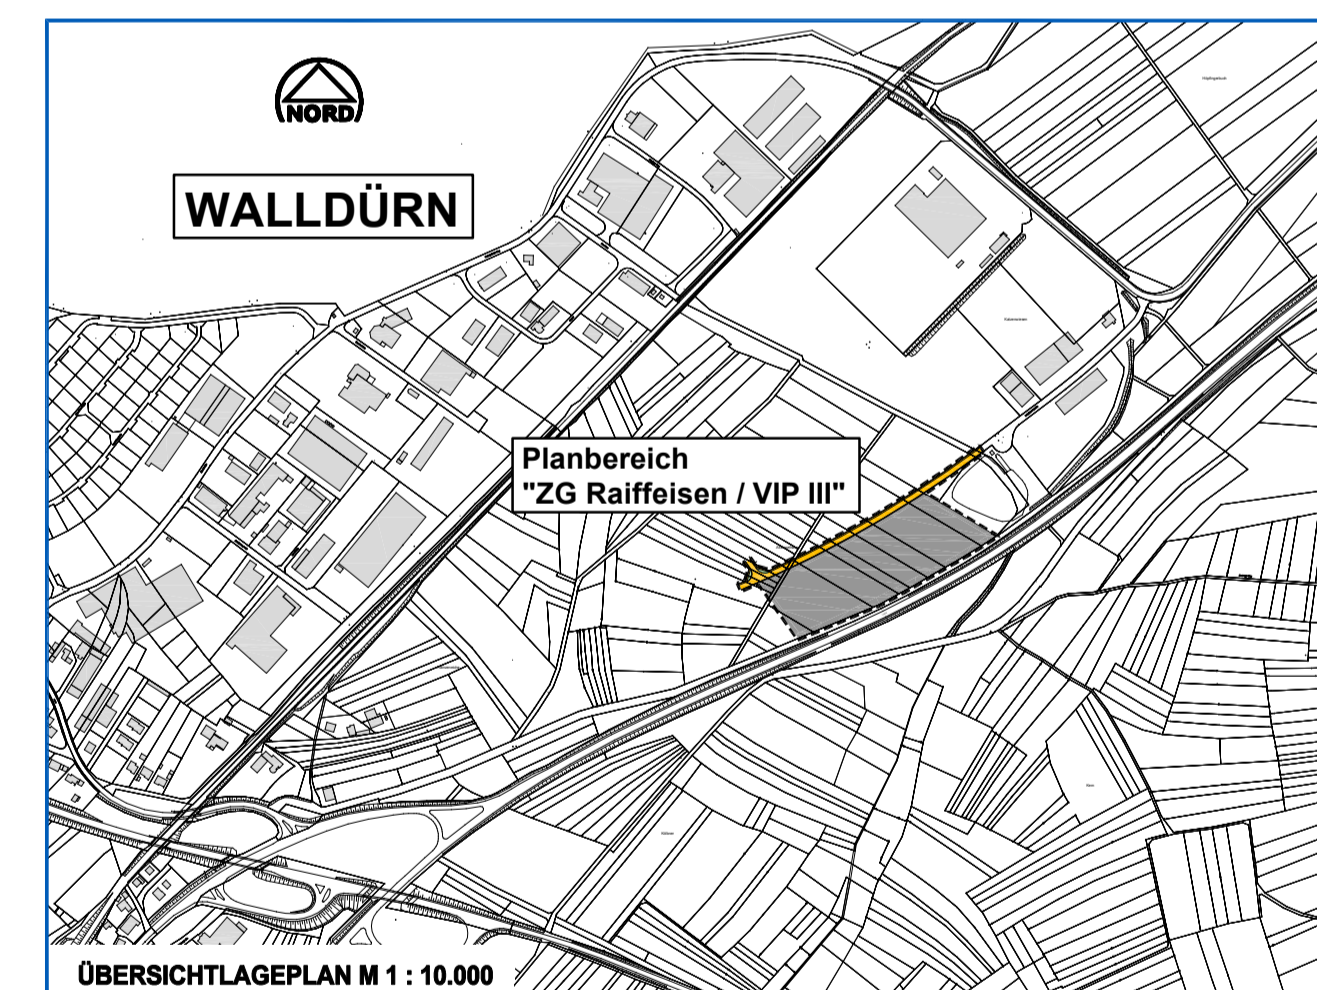 NORD
WALLDÜRN
Planbereich
"ZG Raiffeisen / VIP III"
ÜBERSICHTLAGEPLAN M 1 : 10.000